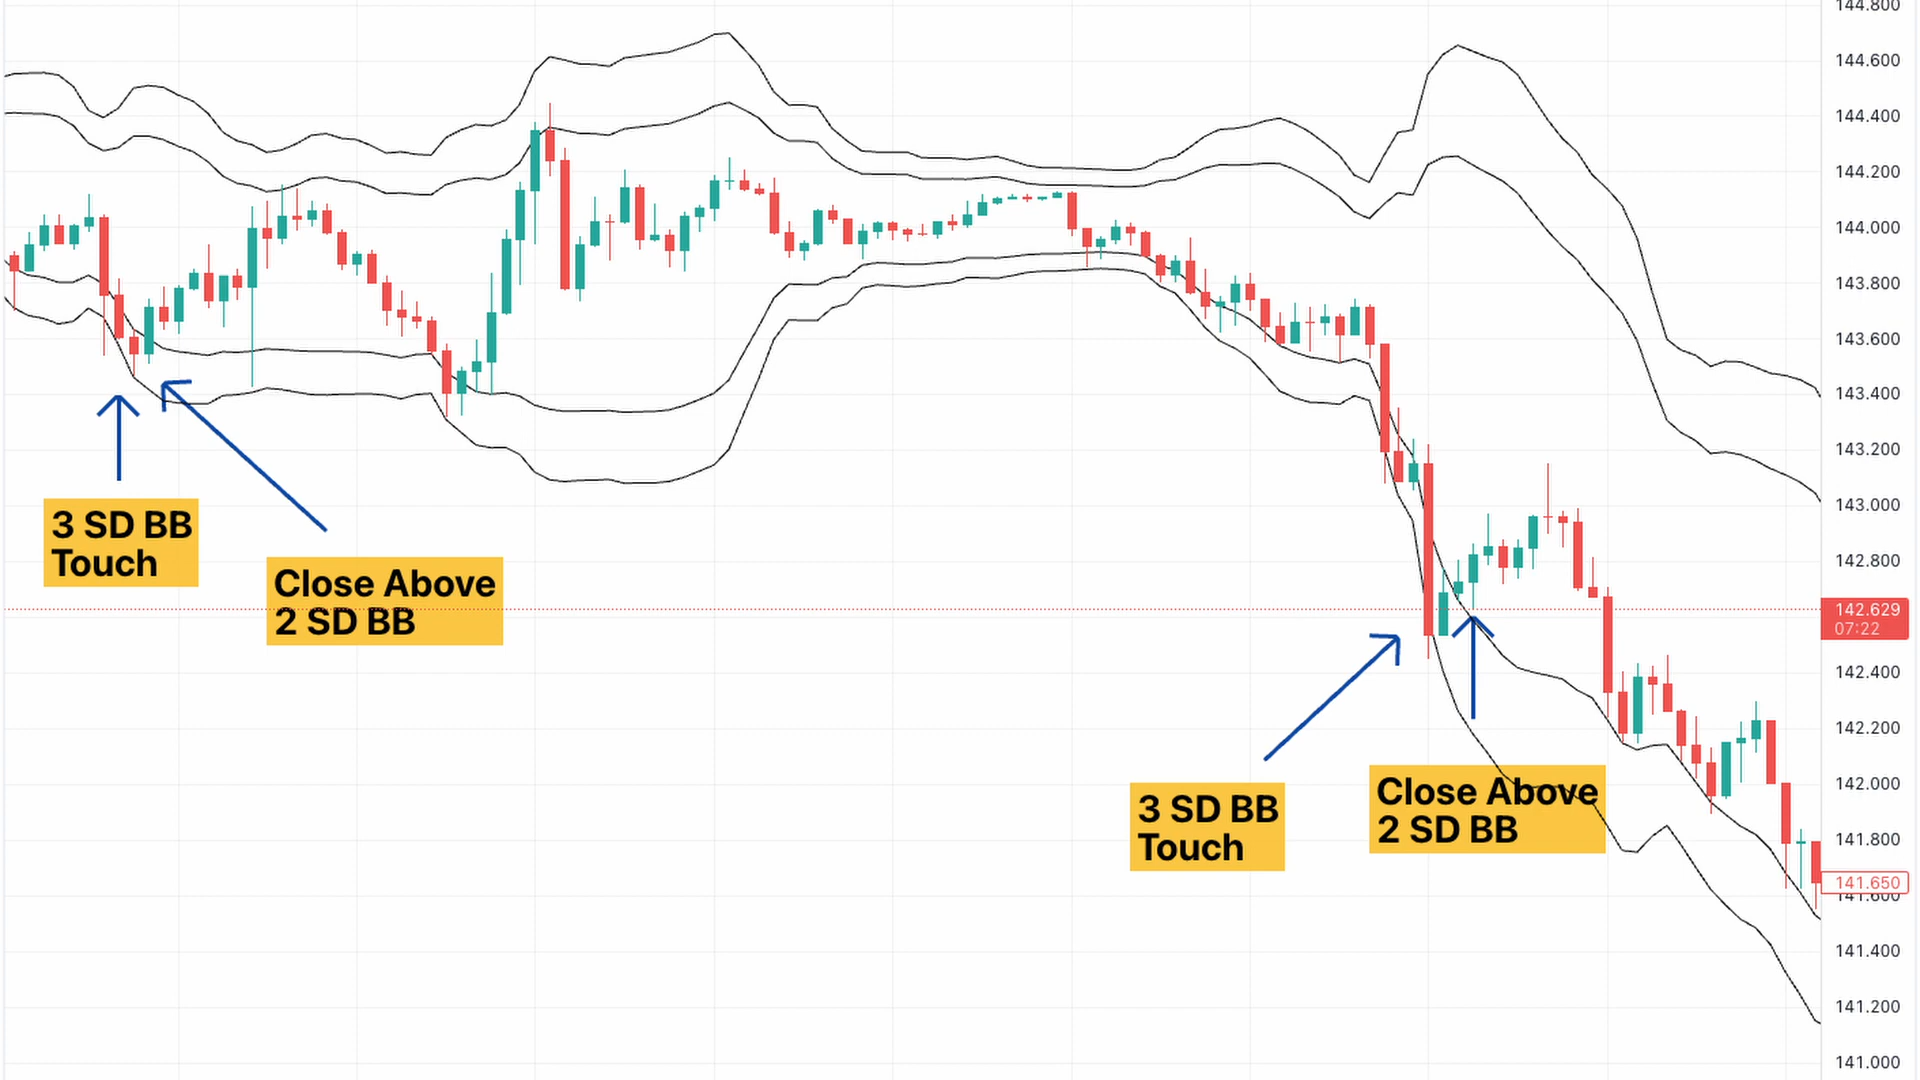 144.800
144.600
144.400
144.200
144.000
143.800
143.600
143.400
143.200
143.000
142.800
142.629
07:22
142.400
142.200
142.000
141.800
141.650
141.600
141.400
141.200
141.000
3 SD BB
Touch
Close Above
2 SD BB
3 SD BB
Touch
Close Above
2 SD BB